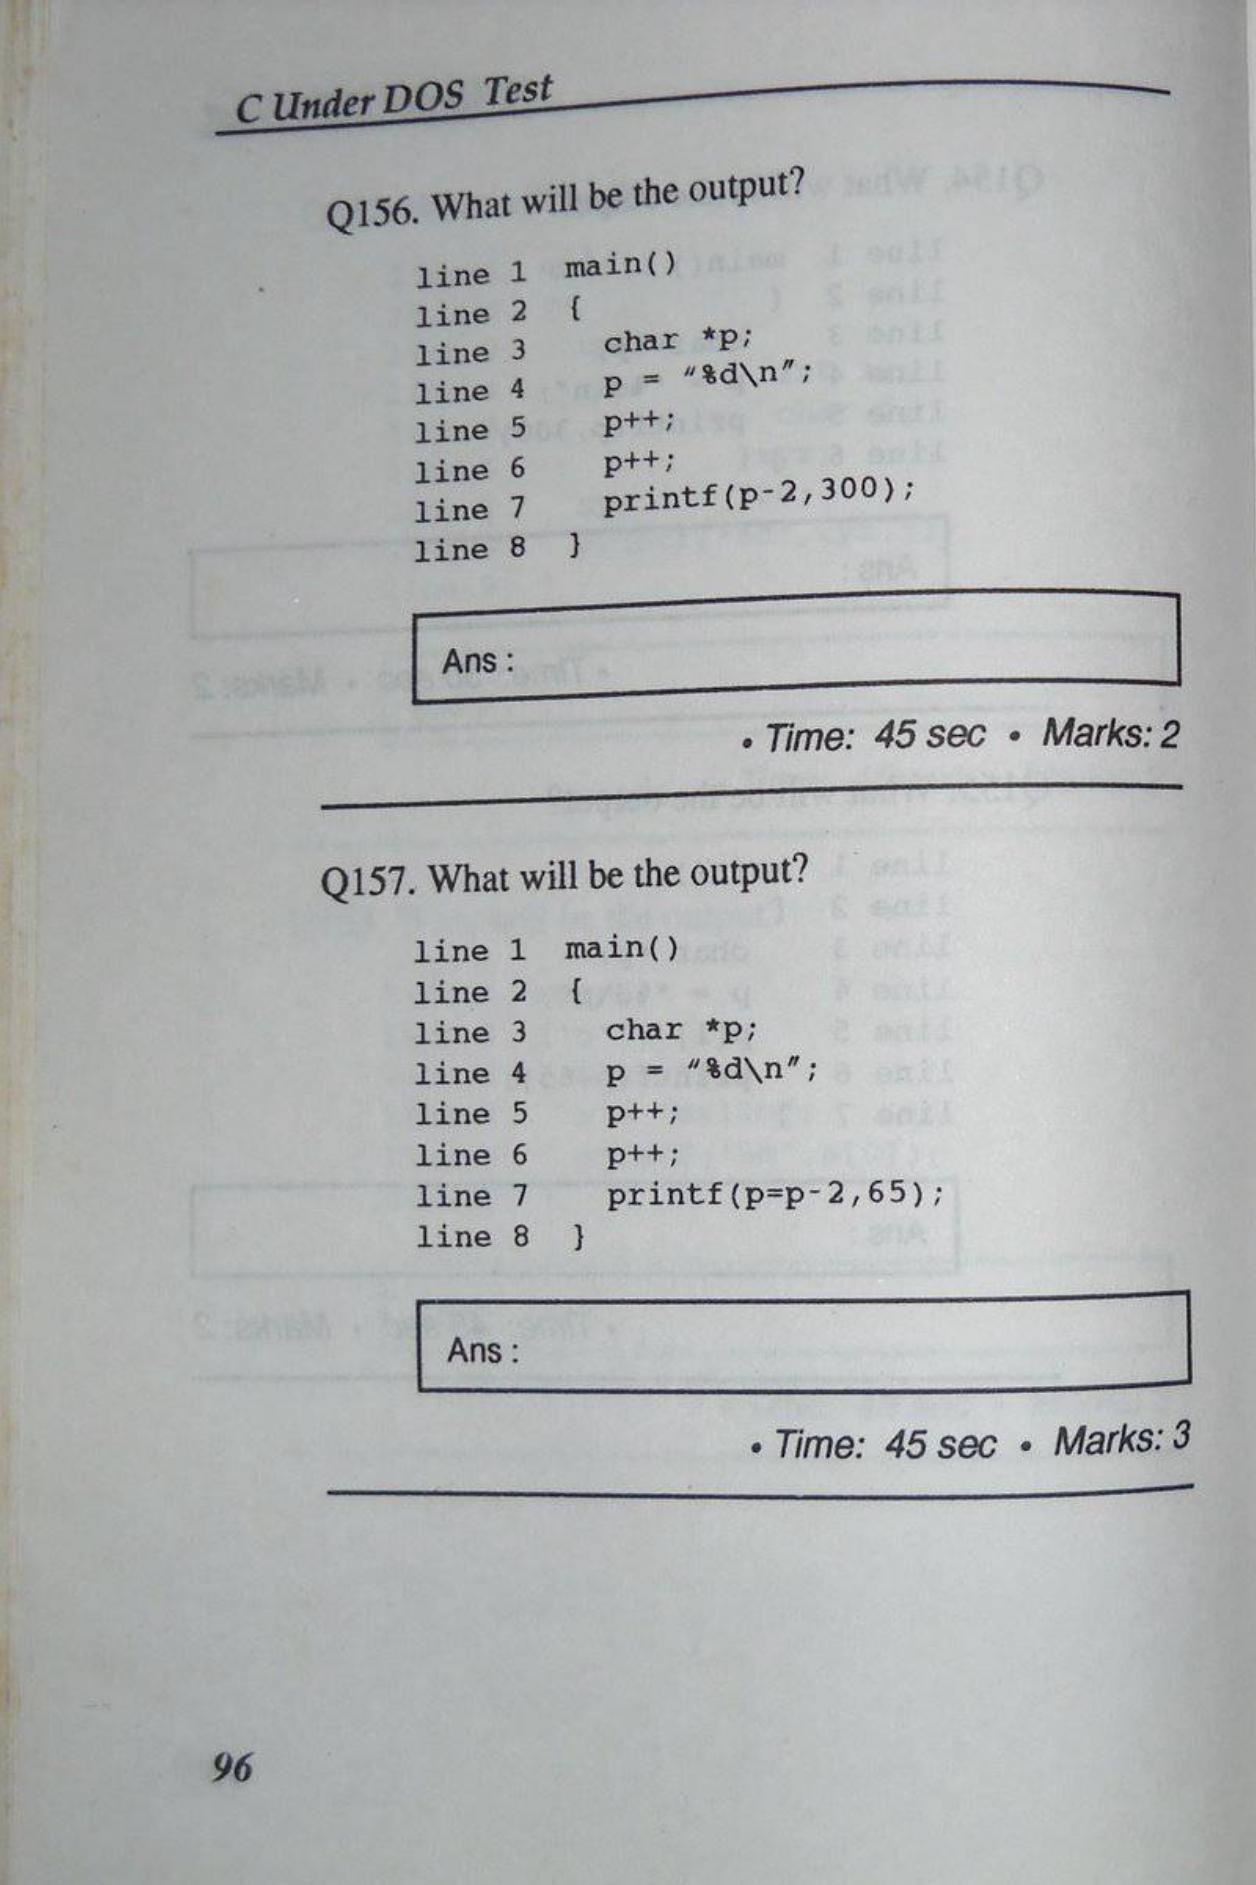 C Under DOS Test
Q156. What will be the output?
line 1 main()
line 2 {
line 3 char *p;
line 4 p = "%d\n";
line 5 p++;
line 6 p++;
line 7 printf(p-2,300);
line 8 }
Ans :
• Time: 45 sec • Marks: 2
Q157. What will be the output?
line 1 main()
line 2 {
line 3 char *p;
line 4 p = "%d\n";
line 5 p++;
line 6 p++;
line 7 printf(p=p-2,65);
line 8 }
Ans :
• Time: 45 sec • Marks: 3
96